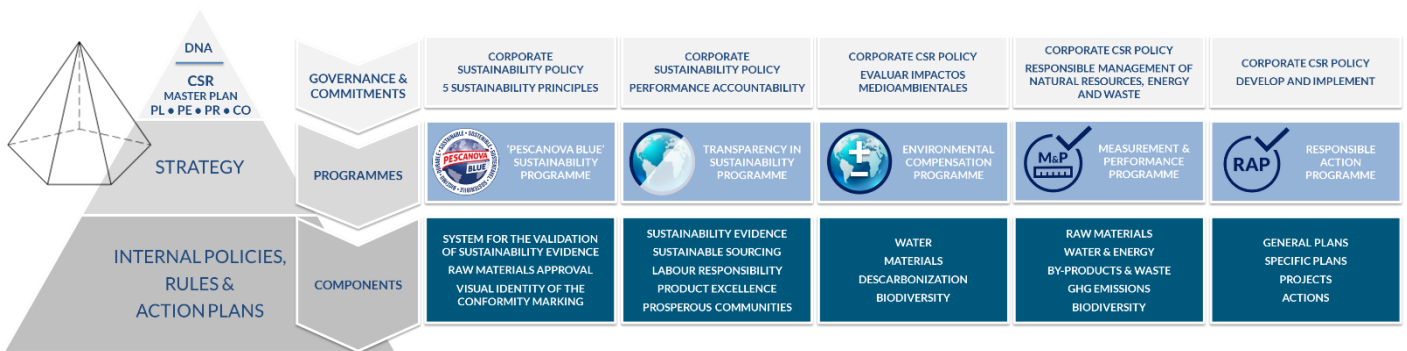 DNA
CSR
MASTER PLAN
PL • PE • PR • CO
STRATEGY
INTERNAL POLICIES,
RULES &
ACTION PLANS
GOVERNANCE &
COMMITMENTS
CORPORATE
SUSTAINABILITY POLICY
5 SUSTAINABILITY PRINCIPLES
CORPORATE
SUSTAINABILITY POLICY
PERFORMANCE ACCOUNTABILITY
CORPORATE CSR POLICY
EVALUAR IMPACTOS
MEDIOAMBIENTALES
CORPORATE CSR POLICY
RESPONSIBLE MANAGEMENT OF
NATURAL RESOURCES, ENERGY
AND WASTE
CORPORATE CSR POLICY
DEVELOP AND IMPLEMENT
PROGRAMMES
PESCANOVA
BLUE
'PESCANOVA BLUE'
SUSTAINABILITY
PROGRAMME
TRANSPARENCY IN
SUSTAINABILITY
PROGRAMME
ENVIRONMENTAL
COMPENSATION
PROGRAMME
M&P
MEASUREMENT &
PERFORMANCE
PROGRAMME
RAP
RESPONSIBLE
ACTION
PROGRAMME
COMPONENTS
SYSTEM FOR THE VALIDATION
OF SUSTAINABILITY EVIDENCE
RAW MATERIALS APPROVAL
VISUAL IDENTITY OF THE
CONFORMITY MARKING
SUSTAINABILITY EVIDENCE
SUSTAINABLE SOURCING
LABOUR RESPONSIBILITY
PRODUCT EXCELLENCE
PROSPEROUS COMMUNITIES
WATER
MATERIALS
DESCARBONIZATION
BIODIVERSITY
RAW MATERIALS
WATER & ENERGY
BY-PRODUCTS & WASTE
GHG EMISSIONS
BIODIVERSITY
GENERAL PLANS
SPECIFIC PLANS
PROJECTS
ACTIONS